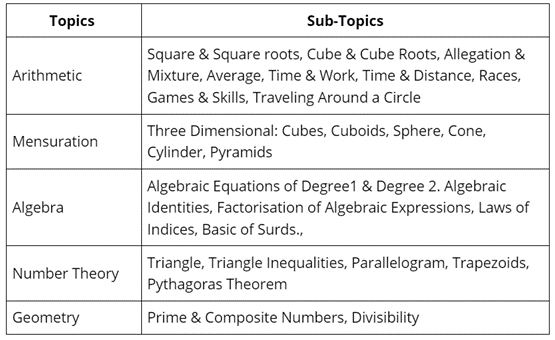 Topics Sub-Topics
Arithmetic
Square & Square roots, Cube & Cube Roots, Allegation &
Mixture, Average, Time & Work, Time & Distance, Races,
Games & Skills, Traveling Around a Circle
Mensuration
Three Dimensional: Cubes, Cuboids, Sphere, Cone,
Cylinder, Pyramids
Algebra
Algebraic Equations of Degree1 & Degree 2. Algebraic
Identities, Factorisation of Algebraic Expressions, Laws of
Indices, Basic of Surds.,
Number Theory
Triangle, Triangle Inequalities, Parallelogram, Trapezoids,
Pythagoras Theorem
Geometry
Prime & Composite Numbers, Divisibility